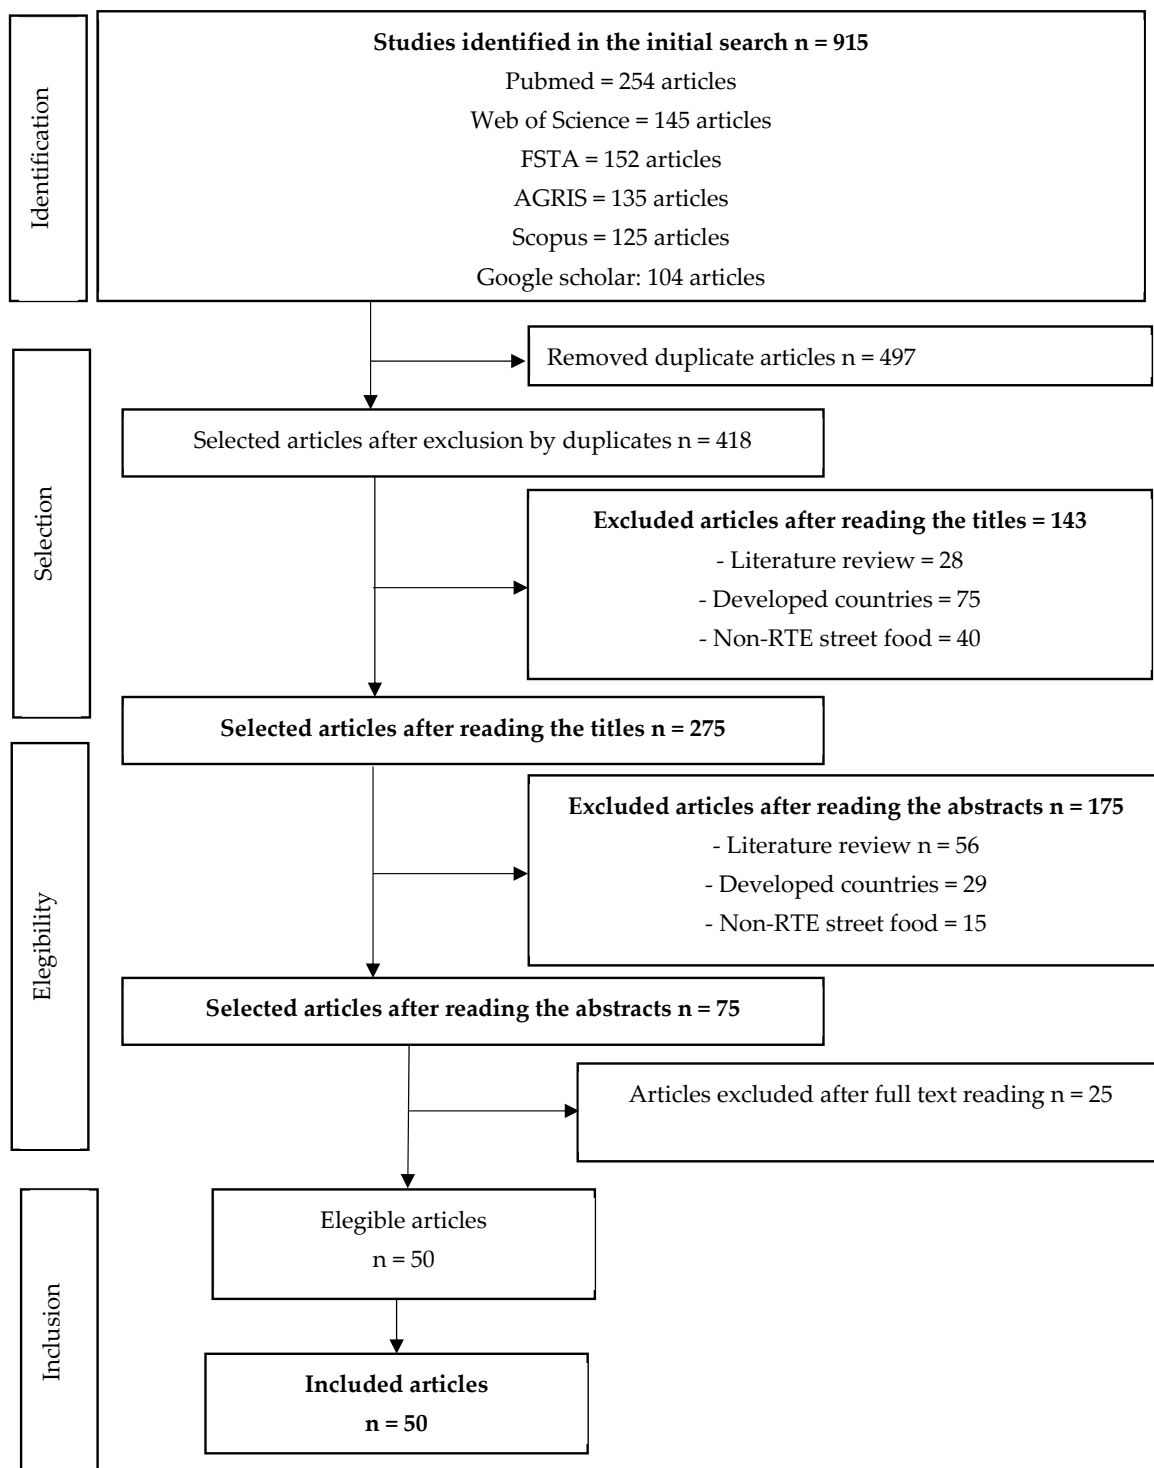 Identification
Studies identified in the initial search n = 915
Pubmed = 254 articles
Web of Science = 145 articles
FSTA = 152 articles
AGRIS = 135 articles
Scopus = 125 articles
Google scholar: 104 articles
Selection
Removed duplicate articles n = 497
Selected articles after exclusion by duplicates n = 418
Excluded articles after reading the titles = 143
- Literature review = 28
- Developed countries = 75
- Non-RTE street food = 40
Selected articles after reading the titles n = 275
Elegibility
Excluded articles after reading the abstracts n = 175
- Literature review n = 56
- Developed countries = 29
- Non-RTE street food = 15
Selected articles after reading the abstracts n = 75
Articles excluded after full text reading n = 25
Inclusion
Elegible articles
n = 50
Included articles
n = 50